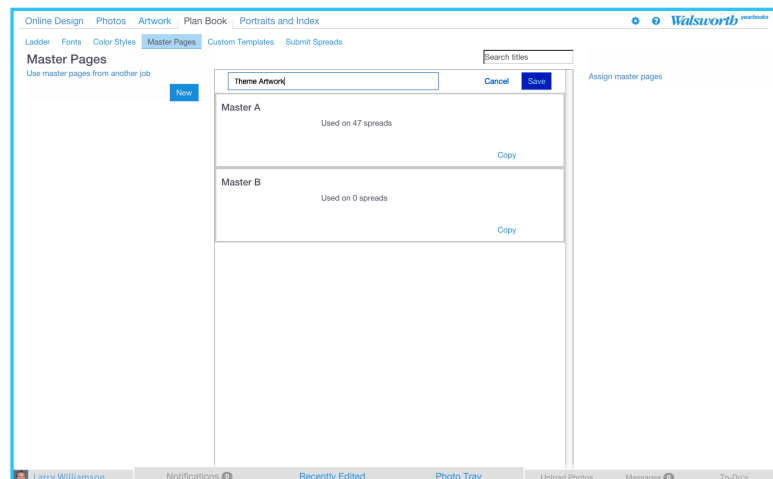 Online Design Photos Artwork Plan Book Portraits and Index
Walsworth yearbooks
Ladder Fonts Color Styles Master Pages Custom Templates Submit Spreads
Master Pages
Search titles
Use master pages from another job
New
Theme Artwork
Cancel Save
Assign master pages
Master A
Used on 47 spreads
Copy
Master B
Used on 0 spreads
Copy
Larry Williamson Notifications 0 Recently Edited Photo Tray Upload Photos Messages 0 To-Do's